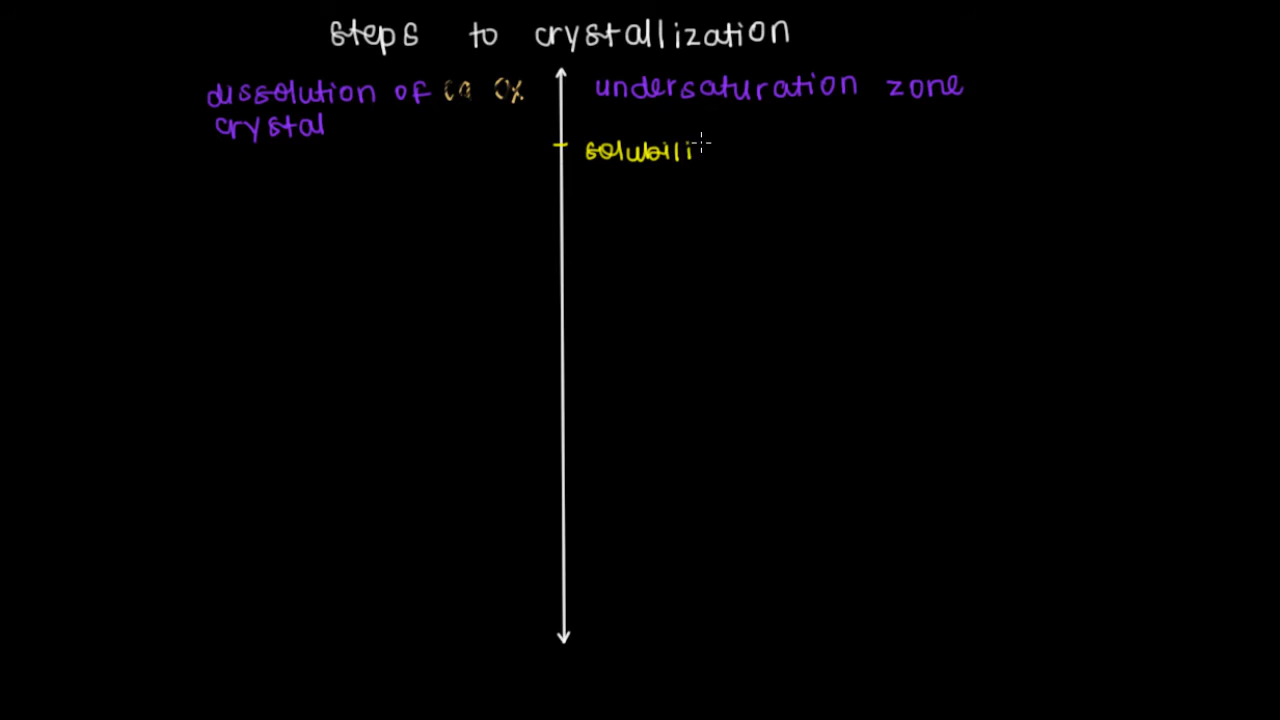 steps to crystallization
dissolution of ca Ox
crystal
undersaturation zone
solubili